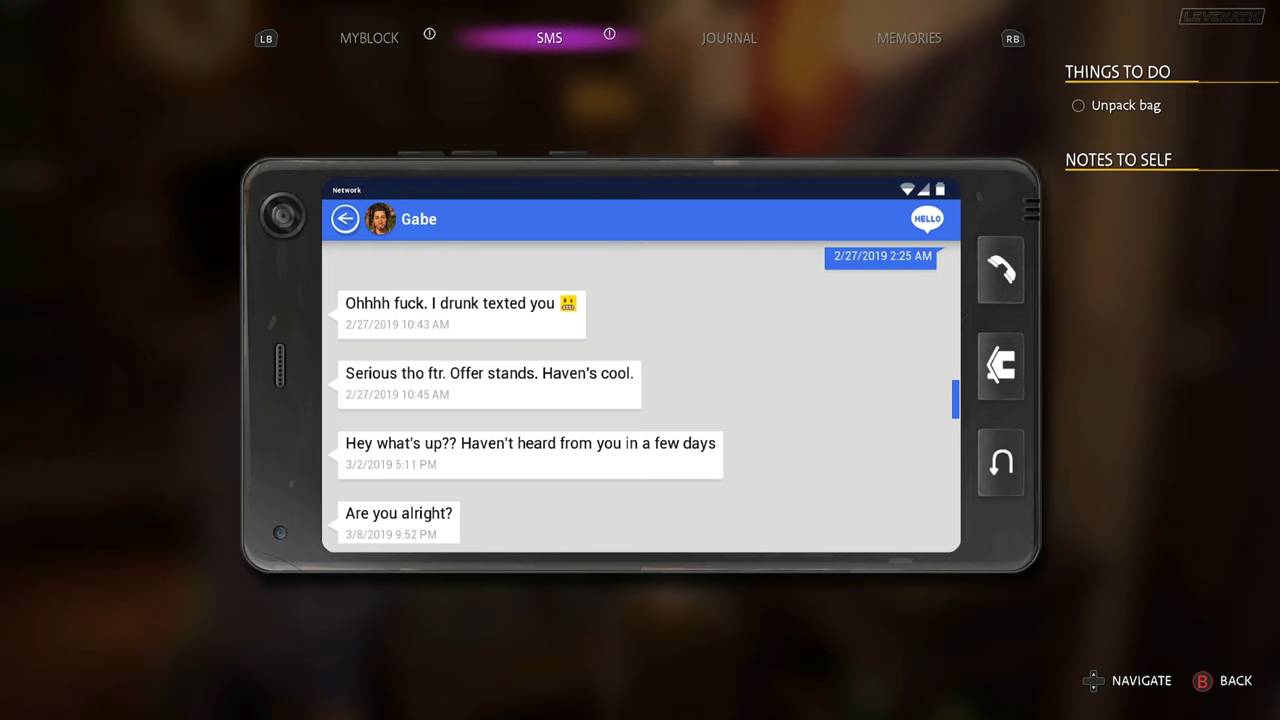 LEVENATIC
LB
MYBLOCK
SMS
JOURNAL
MEMORIES
RB
THINGS TO DO
Unpack bag
NOTES TO SELF
Network
Gabe
HELLO
2/27/2019 2:25 AM
Ohhhh fuck. I drunk texted you
2/27/2019 10:43 AM
Serious tho ftr. Offer stands. Haven's cool.
2/27/2019 10:45 AM
Hey what's up?? Haven't heard from you in a few days
3/2/2019 5:11 PM
Are you alright?
3/8/2019 9:52 PM
NAVIGATE
B BACK